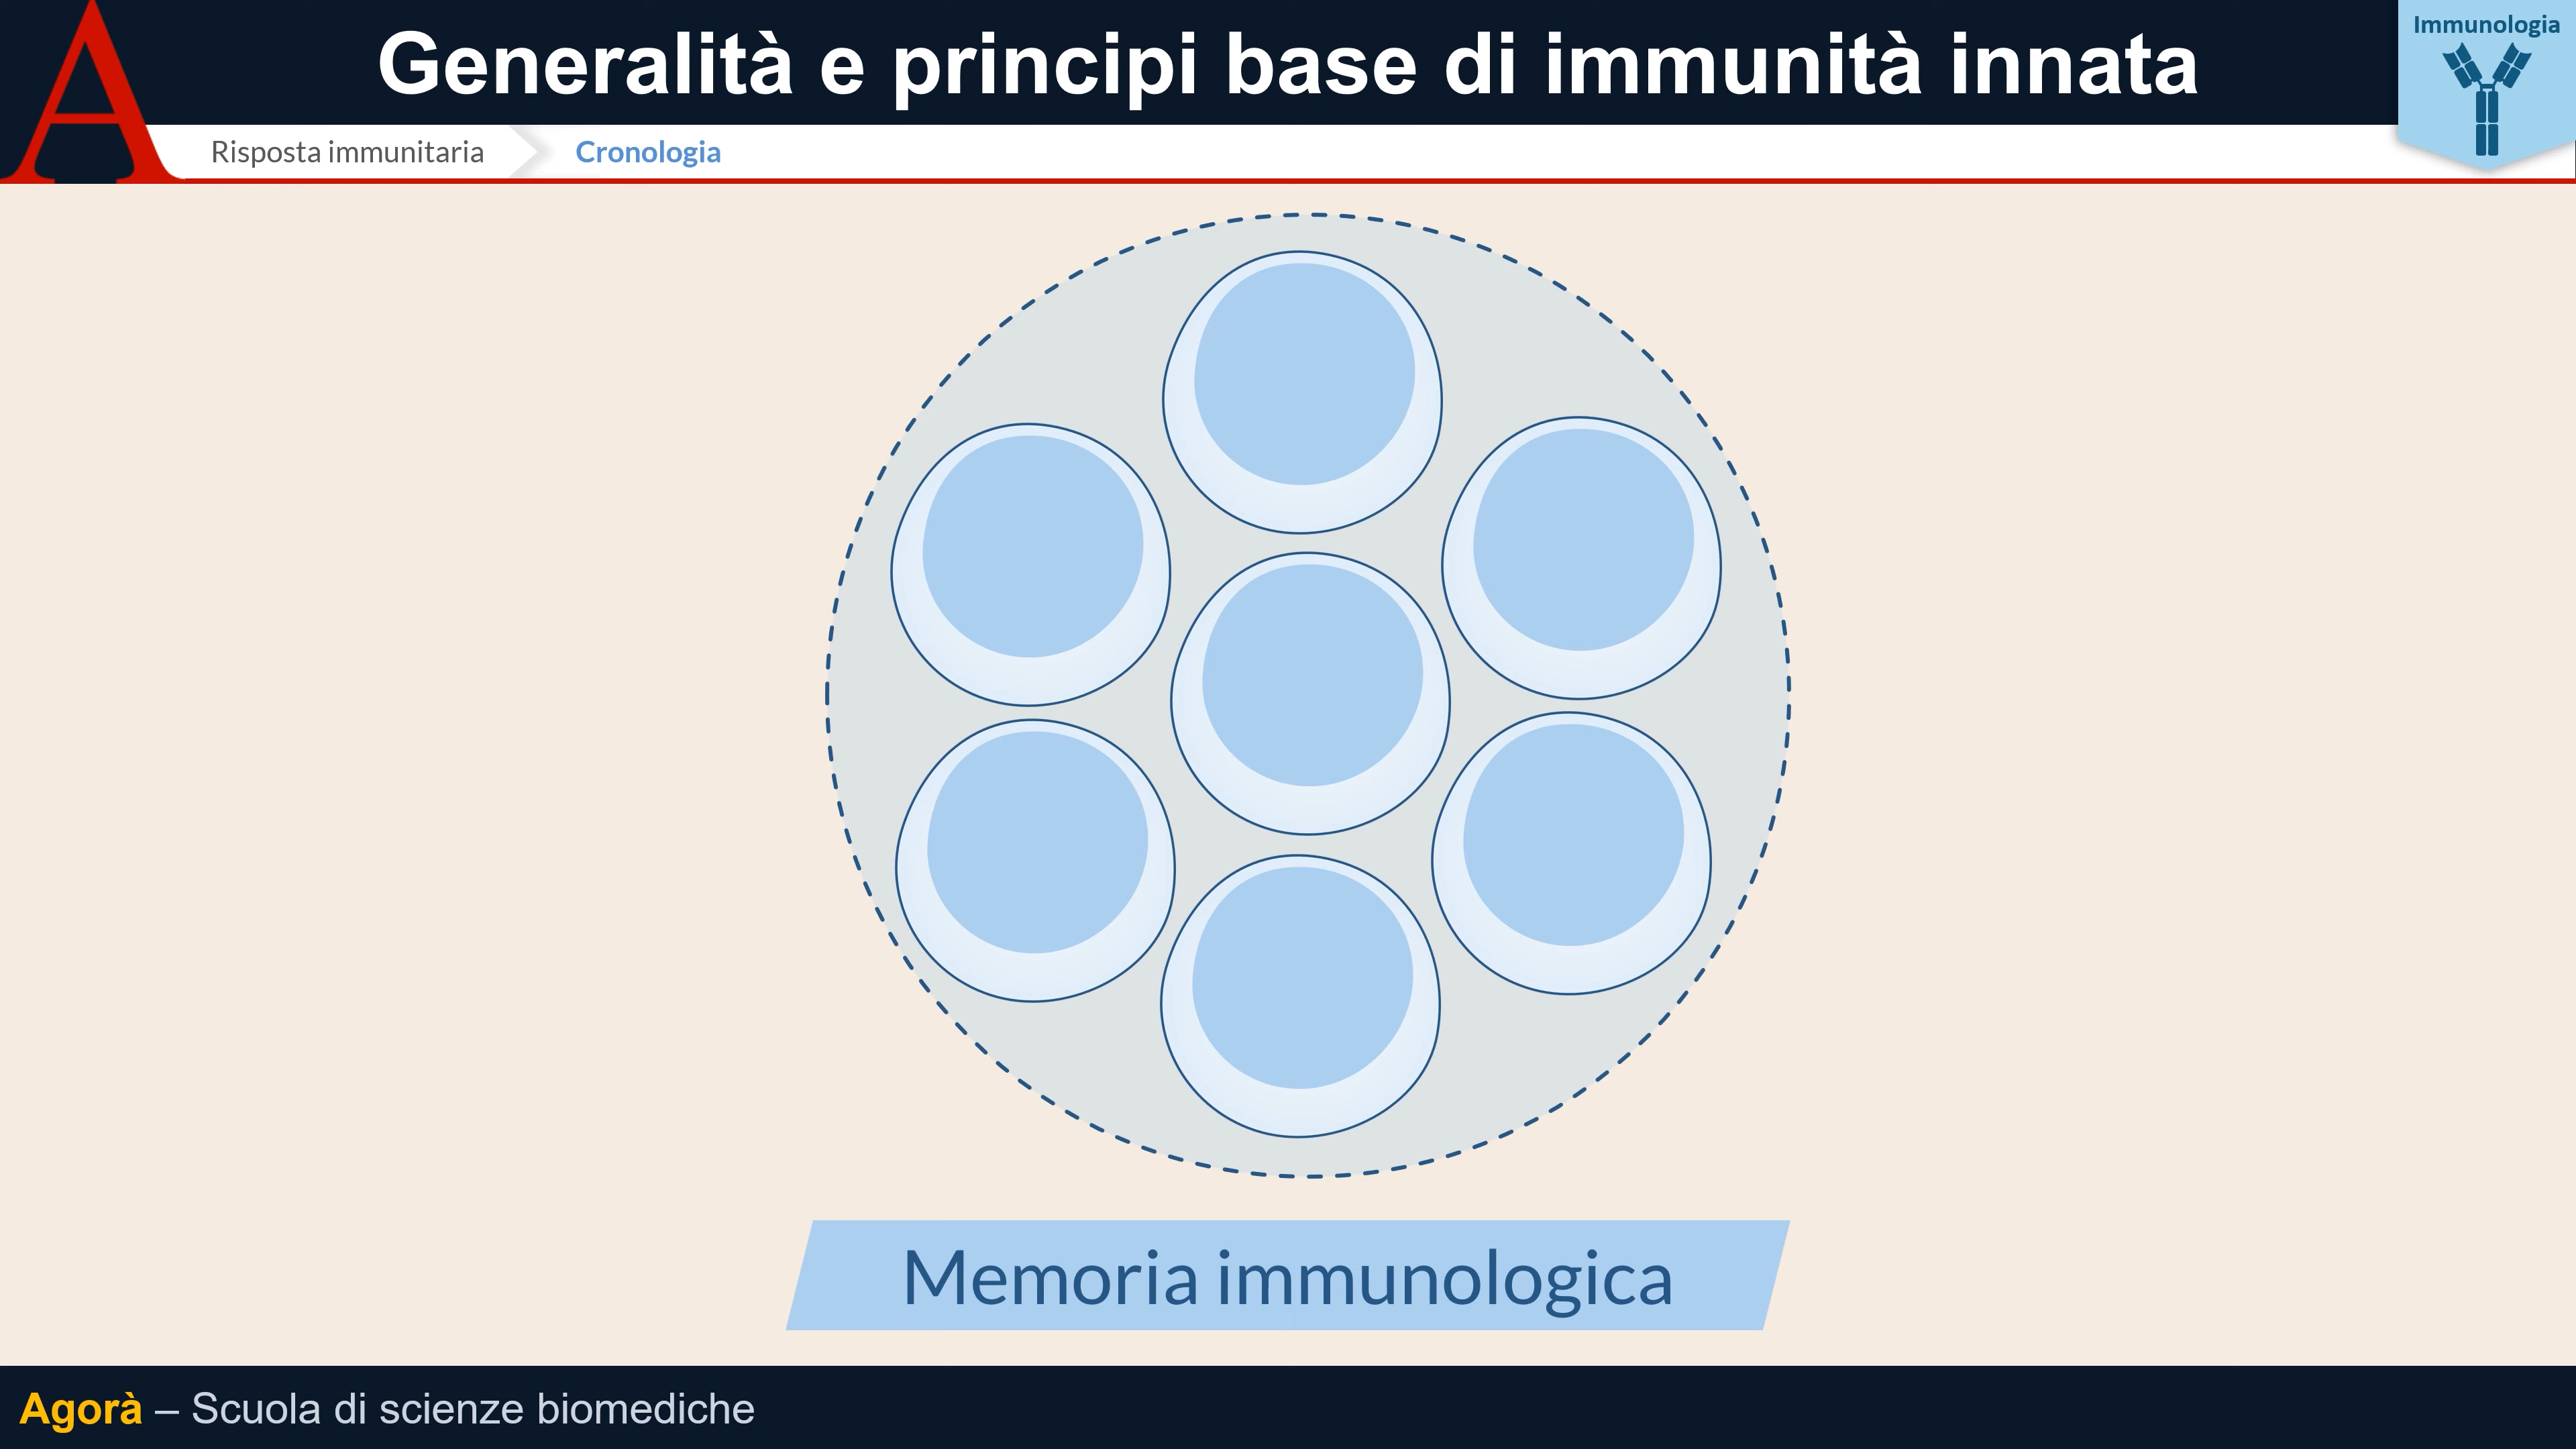 A
Generalità e principi base di immunità innata
Immunologia
Risposta immunitaria
Cronologia
Memoria immunologica
Agorà – Scuola di scienze biomediche